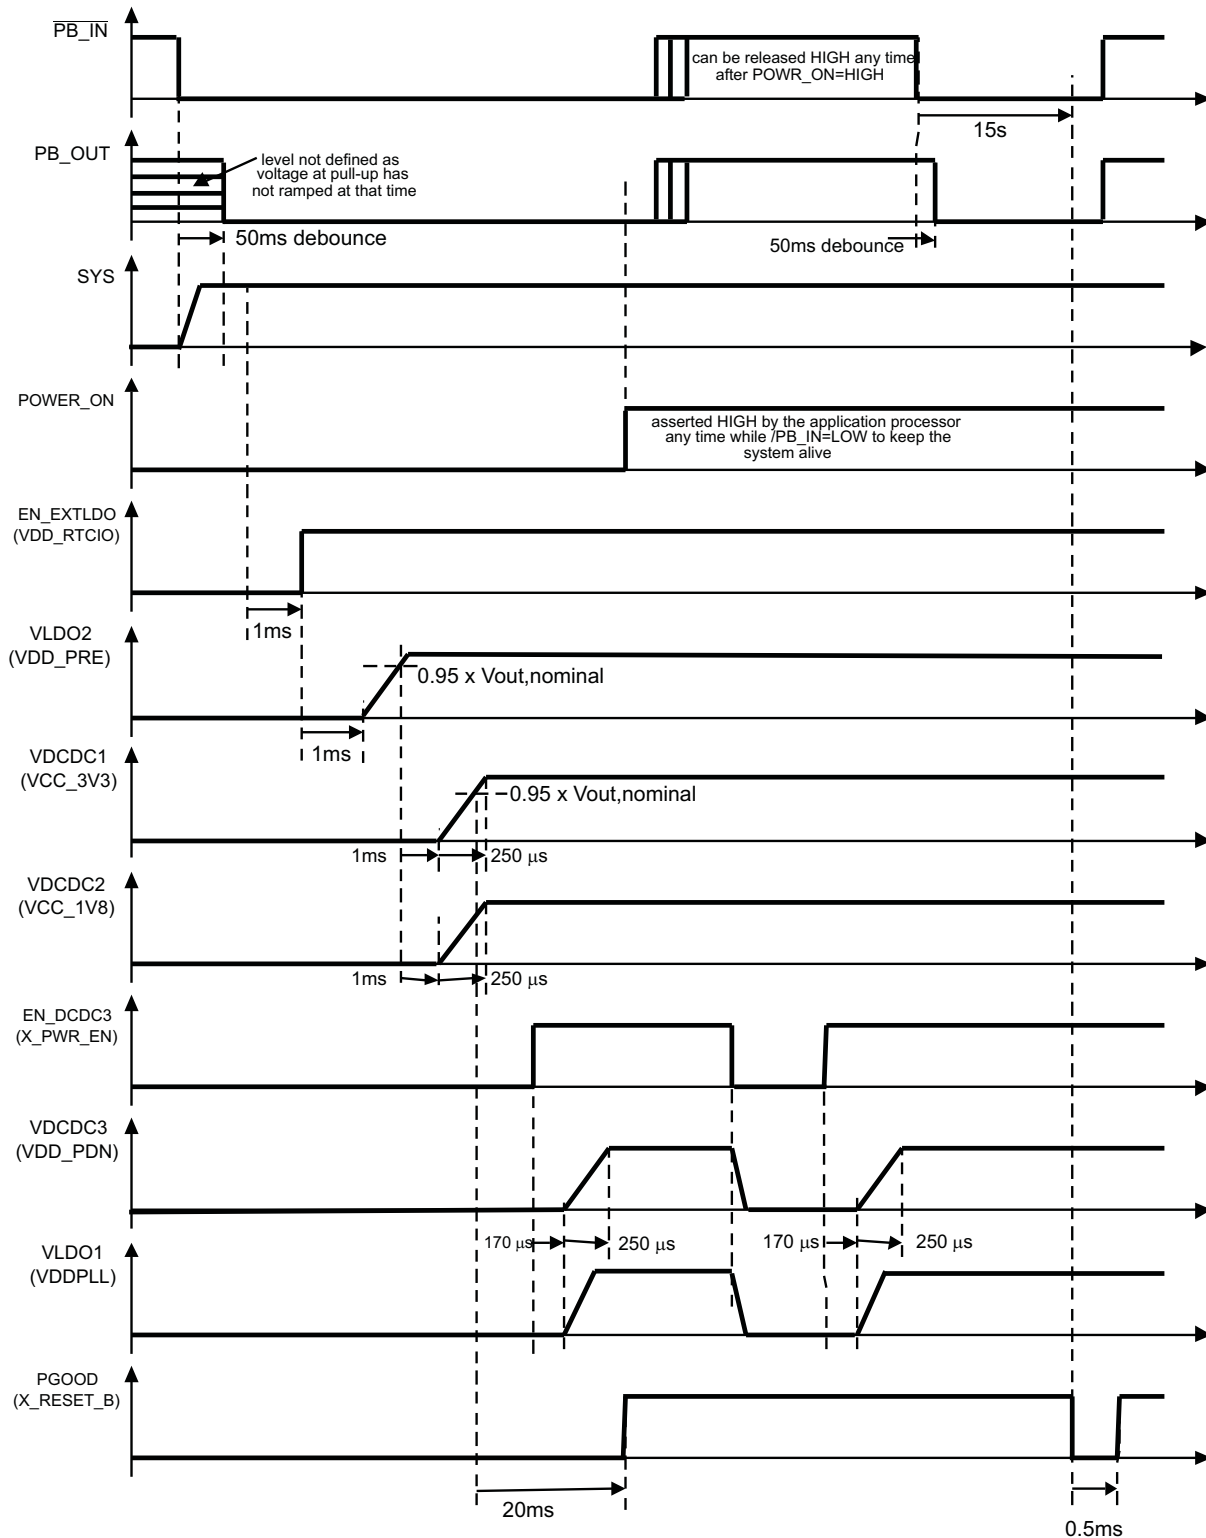 PB_IN
can be released HIGH any time
after POWR_ON=HIGH
15s
PB_OUT
level not defined as
voltage at pull-up has
not ramped at that time
50ms debounce
50ms debounce
SYS
POWER_ON
asserted HIGH by the application processor
any time while /PB_IN=LOW to keep the
system alive
EN_EXTLDO
(VDD_RTCIO)
1ms
VLDO2
(VDD_PRE)
0.95 x Vout,nominal
1ms
VDCDC1
(VCC_3V3)
0.95 x Vout,nominal
1ms
250 μs
VDCDC2
(VCC_1V8)
1ms
250 μs
EN_DCDC3
(X_PWR_EN)
VDCDC3
(VDD_PDN)
170 μs
250 μs
170 μs
250 μs
VLDO1
(VDDPLL)
PGOOD
(X_RESET_B)
20ms
0.5ms